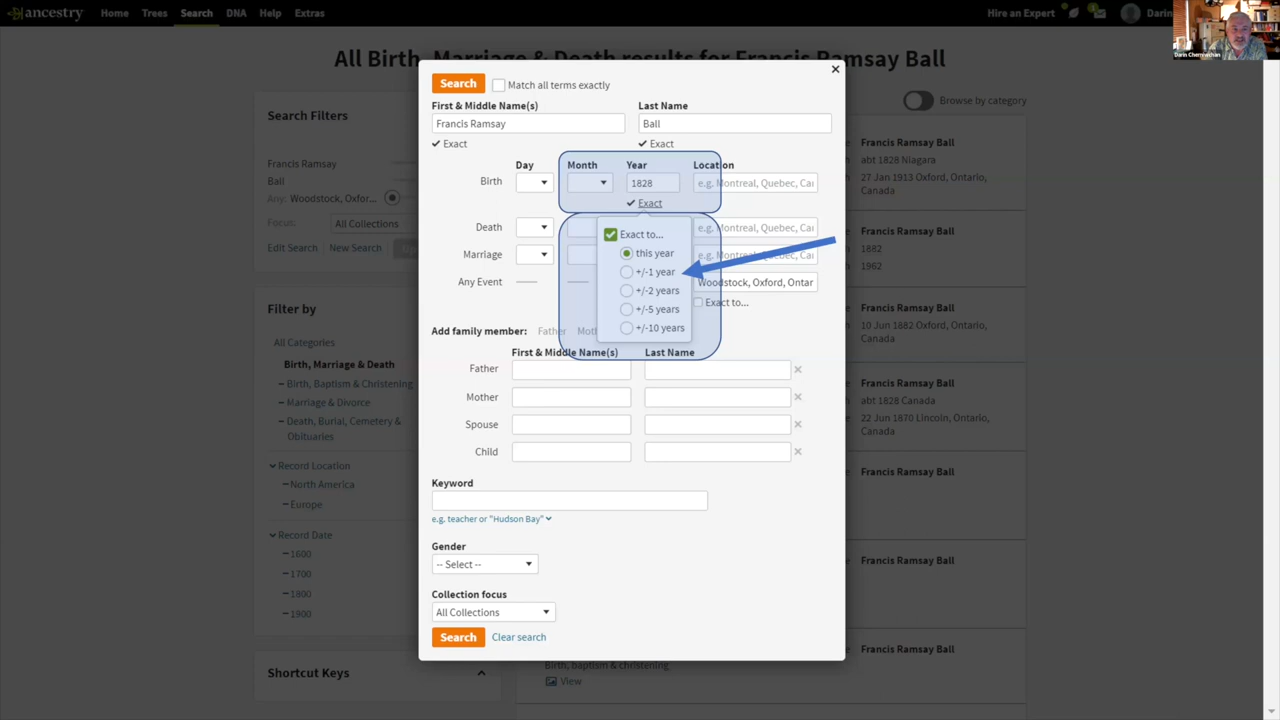 ancestry Home Trees Search DNA Help Extras Hire an Expert 1 Darin
Darin Chernishan
All Birth, Marriage & Death results for Francis Ramsay Ball
Search Filters
Francis Ramsay
Ball
Any: Woodstock, Oxfor...
Focus: All Collections
Edit Search New Search
Filter by
All Categories
Birth, Marriage & Death
Birth, Baptism & Christening
Marriage & Divorce
Death, Burial, Cemetery &
Obituaries
Record Location
North America
Europe
Record Date
1600
1700
1800
1900
Shortcut Keys
Search Match all terms exactly
First & Middle Name(s) Last Name
Francis Ramsay Ball
Exact Exact
Day Month Year Location
Birth 1828 e.g. Montreal, Quebec, Ca
Exact
Death e.g. Montreal, Quebec, Ca
Exact to...
this year
+/-1 year
+/-2 years
+/-5 years
+/-10 years
Marriage
Any Event Woodstock, Oxford, Ontar
Exact to...
Add family member: Father Moth
First & Middle Name(s) Last Name
Father
Mother
Spouse
Child
Keyword
e.g. teacher or "Hudson Bay"
Gender
-- Select --
Collection focus
All Collections
Search Clear search
Browse by category
Francis Ramsay Ball
abt 1828 Niagara
27 Jan 1913 Oxford, Ontario,
Canada
Francis Ramsay Ball
1882
1962
Francis Ramsay Ball
10 Jun 1882 Oxford, Ontario,
Canada
Francis Ramsay Ball
abt 1828 Canada
22 Jun 1870 Lincoln, Ontario,
Canada
Francis Ramsay Ball
Francis Ramsay Ball
Francis Ramsay Ball
Birth, baptism & christening
View